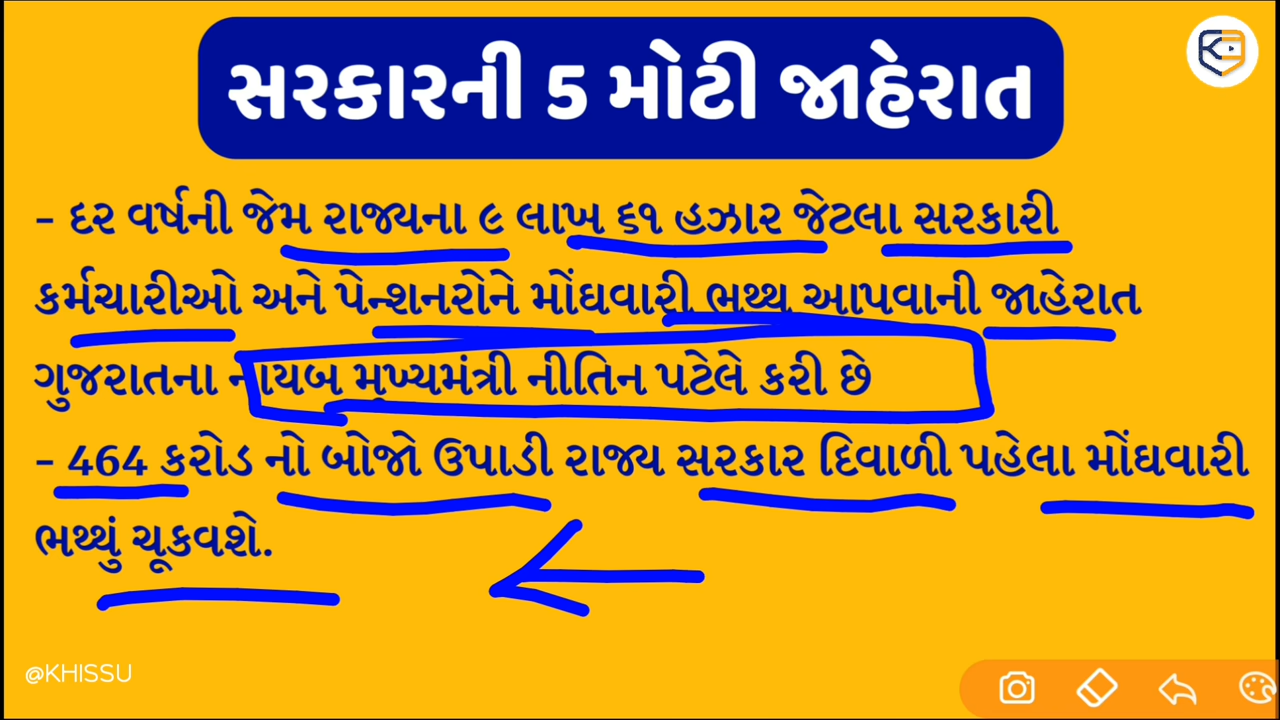 સરકારની 5 મોટી જાહેરાત
- દર વર્ષની જેમ રાજ્યના ૯ લાખ ૬૧ હઝાર જેટલા સરકારી
કર્મચારીઓ અને પેન્શનરોને મોંઘવારી ભથ્થ આપવાની જાહેરાત
ગુજરાતના નાયબ મુખ્યમંત્રી નીતિન પટેલે કરી છે
- 464 કરોડ નો બોજો ઉપાડી રાજ્ય સરકાર દિવાળી પહેલા મોંઘવારી
ભથ્થું ચૂકવશે.
@KHISSU